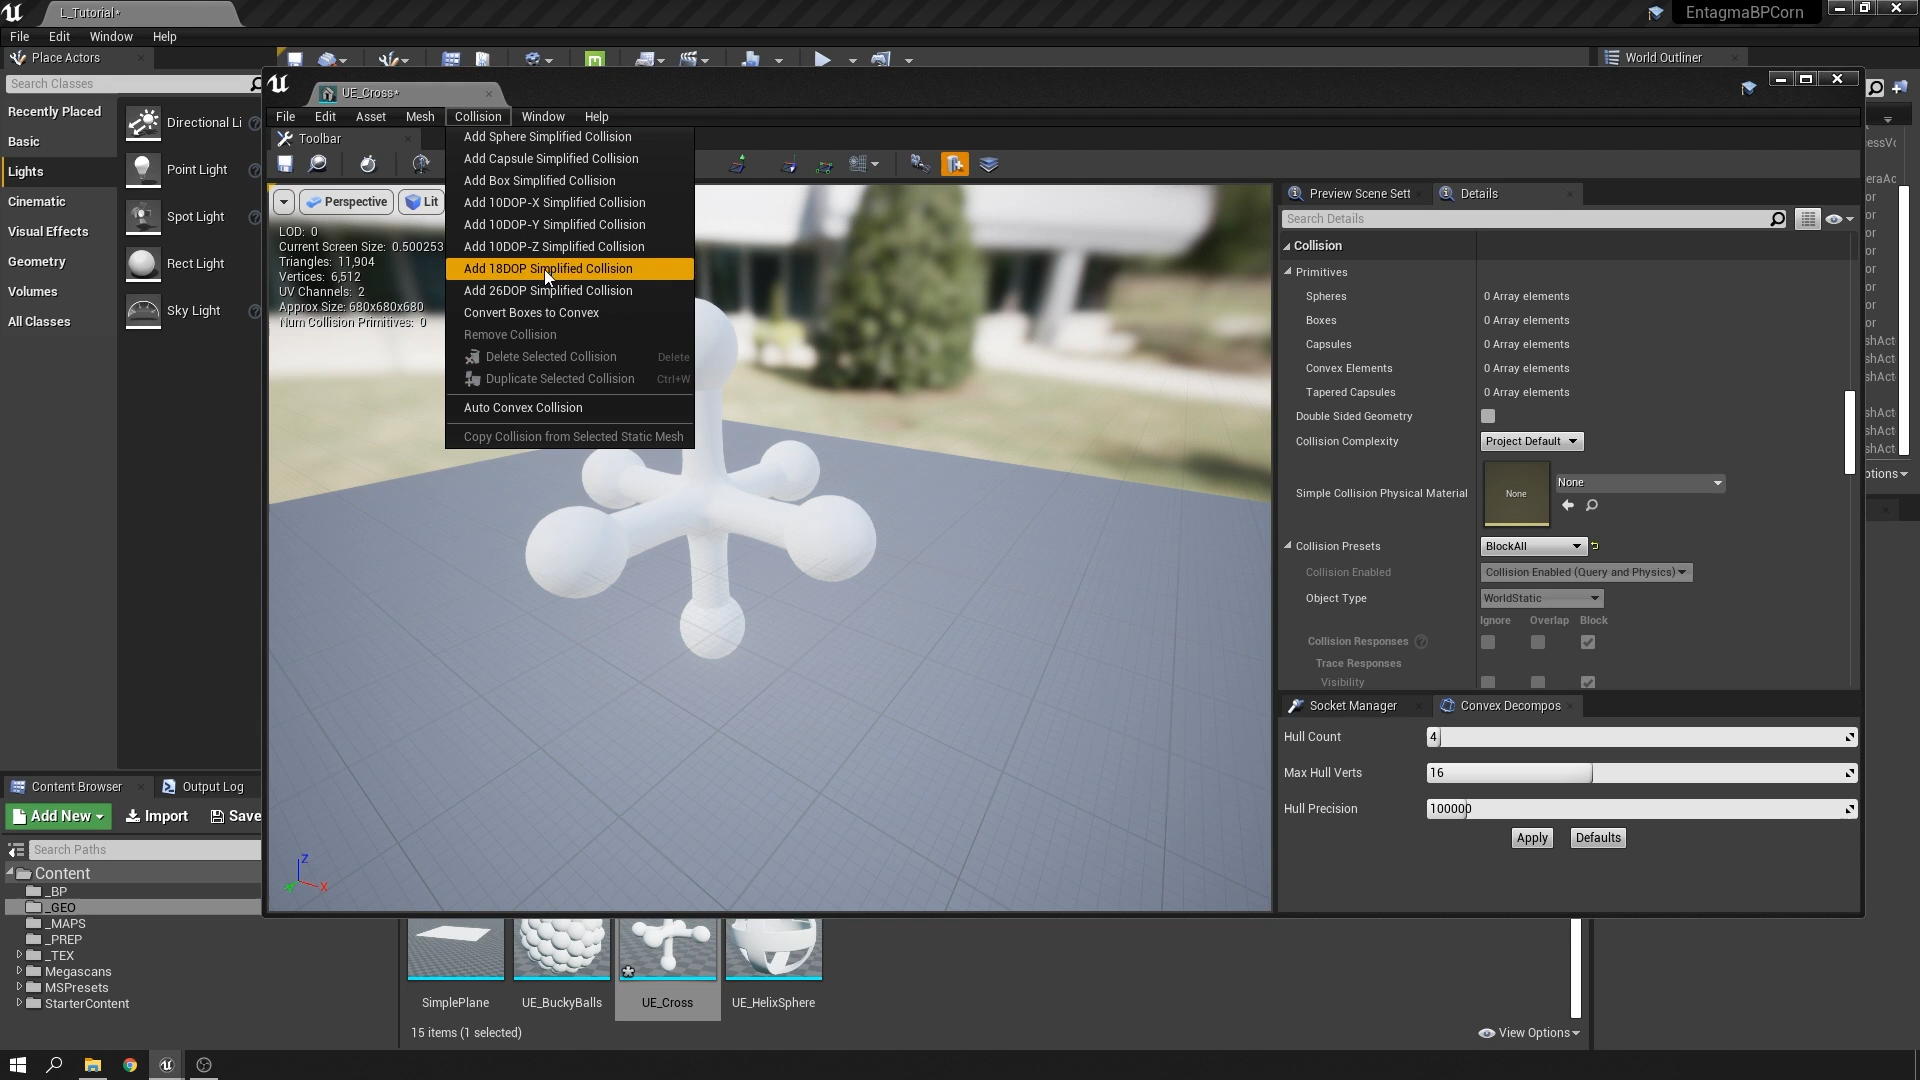 L_Tutorial*
EntagmaBPCorn
File Edit Window Help
Place Actors
World Outliner
Search Classes
Recently Placed
Basic
Lights
Cinematic
Visual Effects
Geometry
Volumes
All Classes
Directional Li
Point Light
Spot Light
Rect Light
Sky Light
UE_Cross*
File Edit Asset Mesh Collision Window Help
Toolbar
Perspective
Lit
LOD: 0
Current Screen Size: 0.500253
Triangles: 11,904
Vertices: 6,512
UV Channels: 2
Approx Size: 680x680x680
Num Collision Primitives: 0
Add Sphere Simplified Collision
Add Capsule Simplified Collision
Add Box Simplified Collision
Add 10DOP-X Simplified Collision
Add 10DOP-Y Simplified Collision
Add 10DOP-Z Simplified Collision
Add 18DOP Simplified Collision
Add 26DOP Simplified Collision
Convert Boxes to Convex
Remove Collision
Delete Selected Collision Delete
Duplicate Selected Collision Ctrl+W
Auto Convex Collision
Copy Collision from Selected Static Mesh
Z
X
Preview Scene Sett
Details
Search Details
Collision
Primitives
Spheres 0 Array elements
Boxes 0 Array elements
Capsules 0 Array elements
Convex Elements 0 Array elements
Tapered Capsules 0 Array elements
Double Sided Geometry
Collision Complexity Project Default
Simple Collision Physical Material None None
Collision Presets BlockAll
Collision Enabled Collision Enabled (Query and Physics)
Object Type WorldStatic
Ignore Overlap Block
Collision Responses
Trace Responses
Visibility
Socket Manager
Convex Decompos
Hull Count 4
Max Hull Verts 16
Hull Precision 100000
Apply Defaults
Content Browser
Output Log
Add New Import Save
Search Paths
Content
_BP
_GEO
_MAPS
_PREP
_TEX
Megascans
MSPresets
StarterContent
SimplePlane
UE_BuckyBalls
UE_Cross
UE_HelixSphere
15 items (1 selected)
View Options